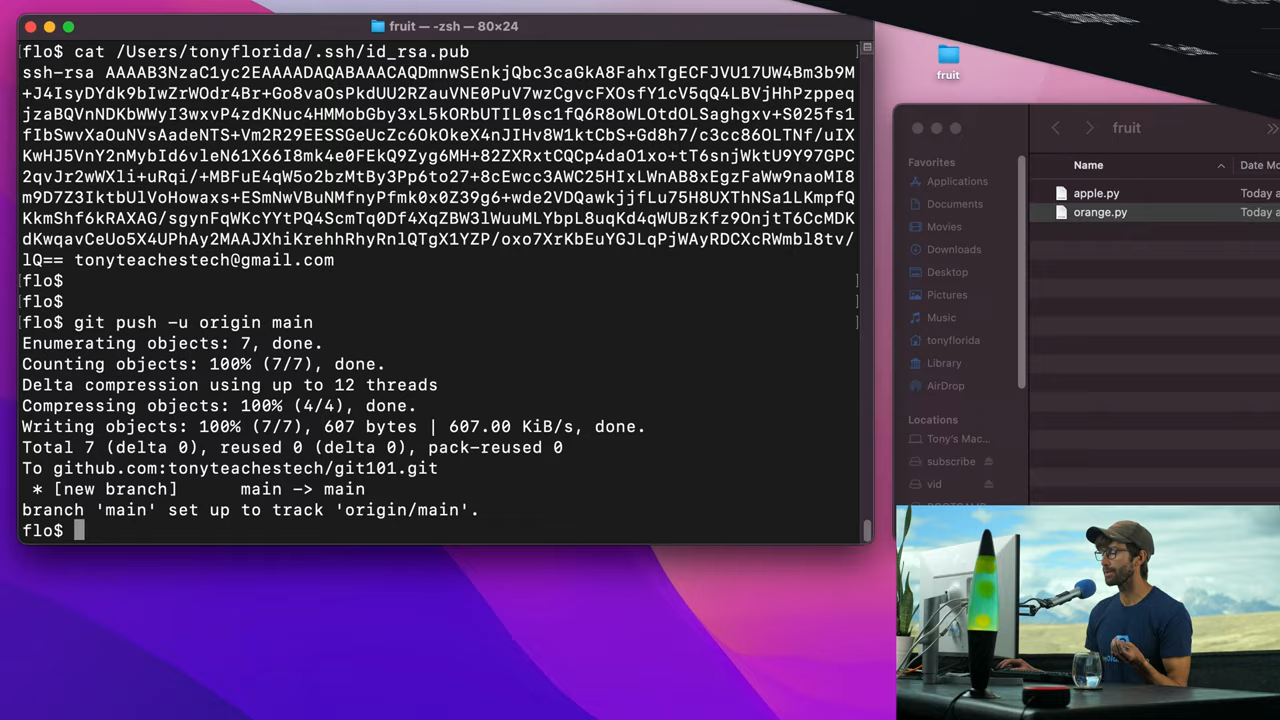 fruit — -zsh — 80×24
flo$ cat /Users/tonyflorida/.ssh/id_rsa.pub
ssh-rsa AAAAB3NzaC1yc2EAAAADAQABAAACAQDmnwSEnkjQbc3caGkA8FahxTgECFJVU17UW4Bm3b9M
+J4IsyDYdk9bIwZrWOdr4Br+Go8vaOsPkdUU2RZauVNE0PuV7wzCgvcFXOsfY1cV5qQ4LBVjHhPzppeq
jzaBQVnNDKbWWyI3wxvP4zdKNuc4HMMobGby3xL5kORbUTIL0sc1fQ6R8oWLOtdOLSaghgxv+S025fs1
fIbSwvXaOuNVsAadeNTS+Vm2R29EESSGeUcZc6OkOkeX4nJIHv8W1ktCbS+Gd8h7/c3cc86OLTNf/uIX
KwHJ5VnY2nMybId6vleN61X66I8mk4e0FEkQ9Zyg6MH+82ZXRxtCQCp4daO1xo+tT6snjWktU9Y97GPC
2qvJr2wWXli+uRqi/+MBFuE4qW5o2bzMtBy3Pp6to27+8cEwcc3AWC25HIxLWnAB8xEgzFaWw9naoMI8
m9D7Z3IktbUlVoHowaxs+ESmNwVBuNMfnyPfmk0x0Z39g6+wde2VDQawkjjfLu75H8UXThNSa1LKmpfQ
KKmShf6kRAXAG/sgynFqWKcYYtPQ4ScmTq0Df4XqZBW3lWuuMLYbpL8uqKd4qWUBzKfz9OnjtT6CcMDK
dKwqavCeUo5X4UPhAy2MAAJXhiKrehhRhyRnlQTgX1YZP/oxo7XrKbEuYGJLqPjWAyRDCXcRWmbl8tv/
lQ== tonyteachestech@gmail.com
flo$
flo$
flo$ git push -u origin main
Enumerating objects: 7, done.
Counting objects: 100% (7/7), done.
Delta compression using up to 12 threads
Compressing objects: 100% (4/4), done.
Writing objects: 100% (7/7), 607 bytes | 607.00 KiB/s, done.
Total 7 (delta 0), reused 0 (delta 0), pack-reused 0
To github.com:tonyteachestech/git101.git
* [new branch] main -> main
branch 'main' set up to track 'origin/main'.
flo$
fruit
fruit
Favorites
Applications
Documents
Movies
Downloads
Desktop
Pictures
Music
tonyflorida
Library
AirDrop
Locations
Tony's Mac...
subscribe
vid
Name
Date Mo
apple.py
Today a
orange.py
Today a